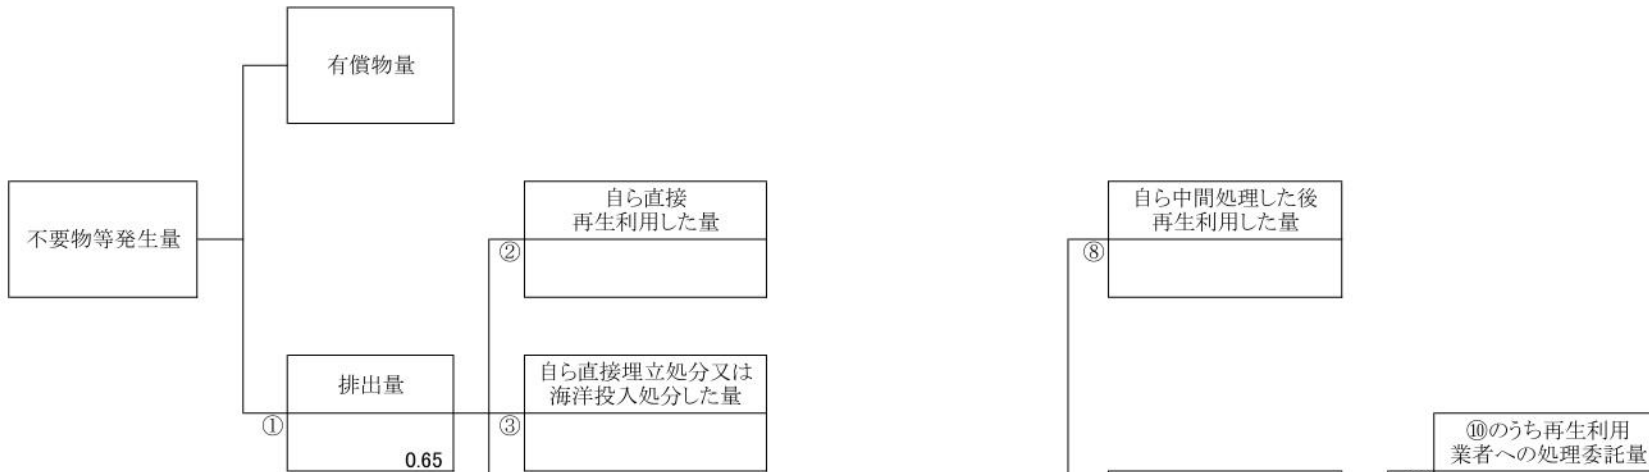 有償物量
不要物等発生量
自ら直接
再生利用した量
②
自ら中間処理した後
再生利用した量
⑧
排出量
①
0.65
自ら直接埋立処分又は
海洋投入処分した量
③
⑩のうち再生利用
業者への処理委託量